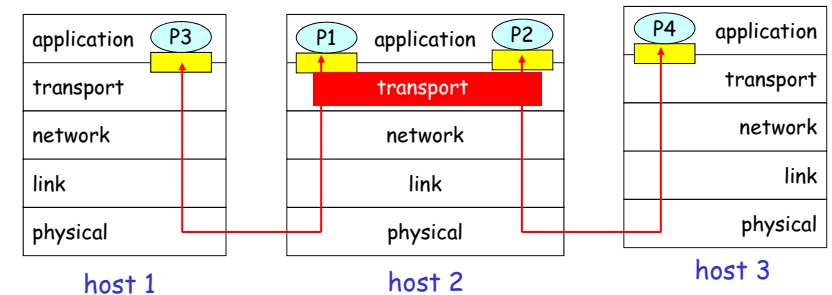 application P3
transport
network
link
physical
host 1
P1 application P2
transport
network
link
physical
host 2
P4 application
transport
network
link
physical
host 3